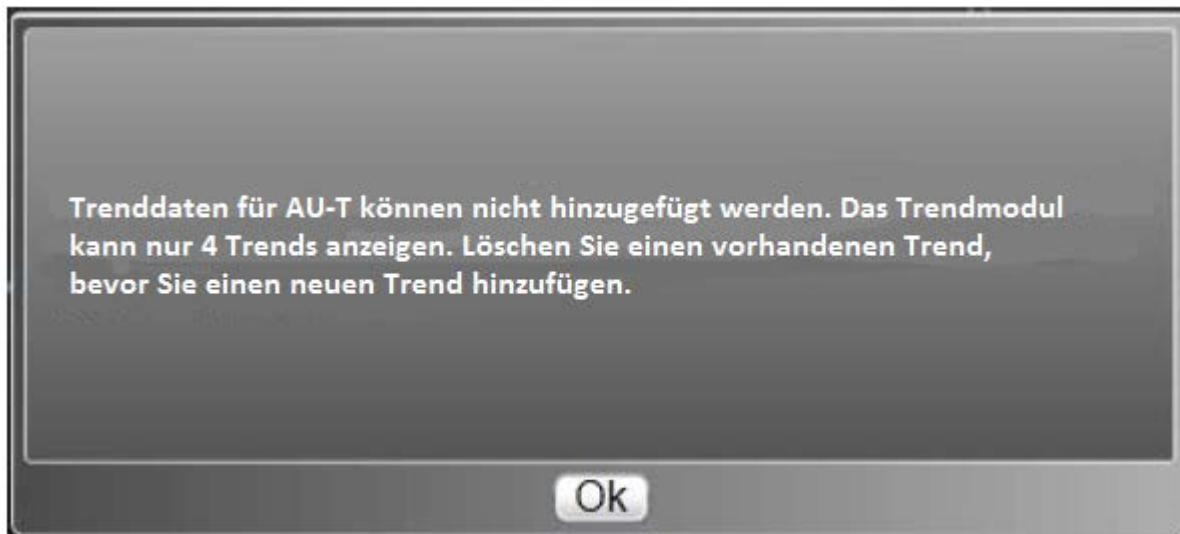 Trenddaten für AU-T können nicht hinzugefügt werden. Das Trendmodul
kann nur 4 Trends anzeigen. Löschen Sie einen vorhandenen Trend,
bevor Sie einen neuen Trend hinzufügen.
Ok